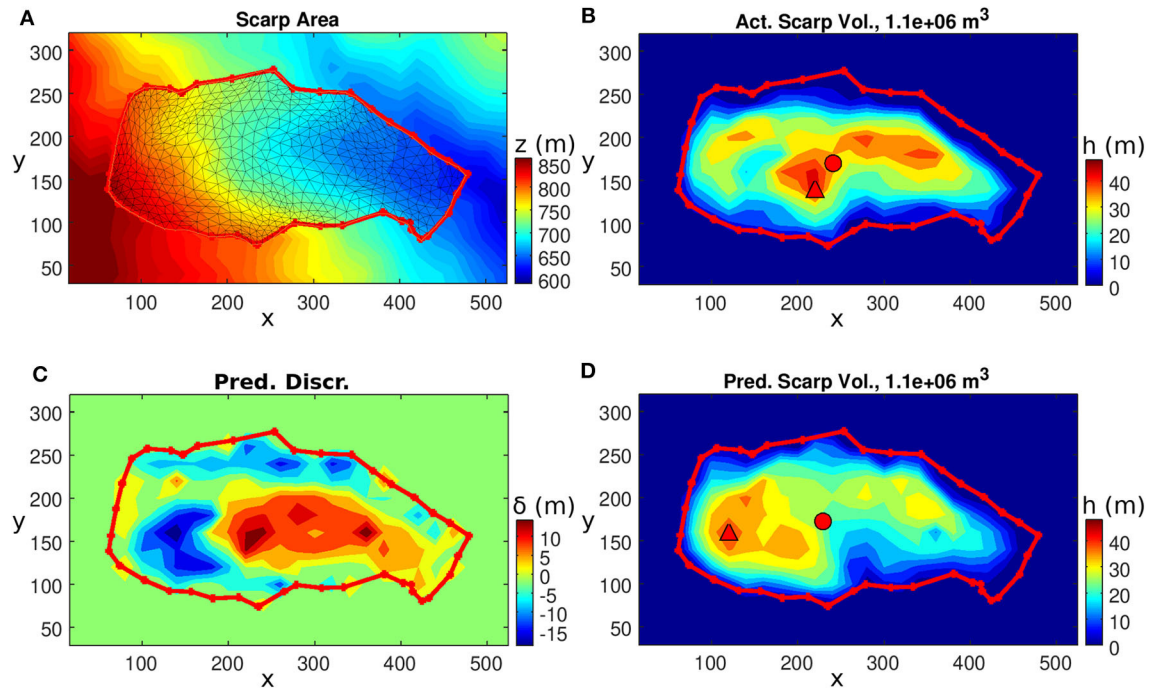 A
Scarp Area
300
250
200
150
100
50
y
100 200 300 400 500
x
z (m)
850
800
750
700
650
600
B
Act. Scarp Vol., 1.1e+06 m³
300
250
200
150
100
50
y
100 200 300 400 500
x
h (m)
40
30
20
10
0
C
Pred. Discr.
300
250
200
150
100
50
y
100 200 300 400 500
x
δ (m)
10
5
0
-5
-10
-15
D
Pred. Scarp Vol., 1.1e+06 m³
300
250
200
150
100
50
y
100 200 300 400 500
x
h (m)
40
30
20
10
0